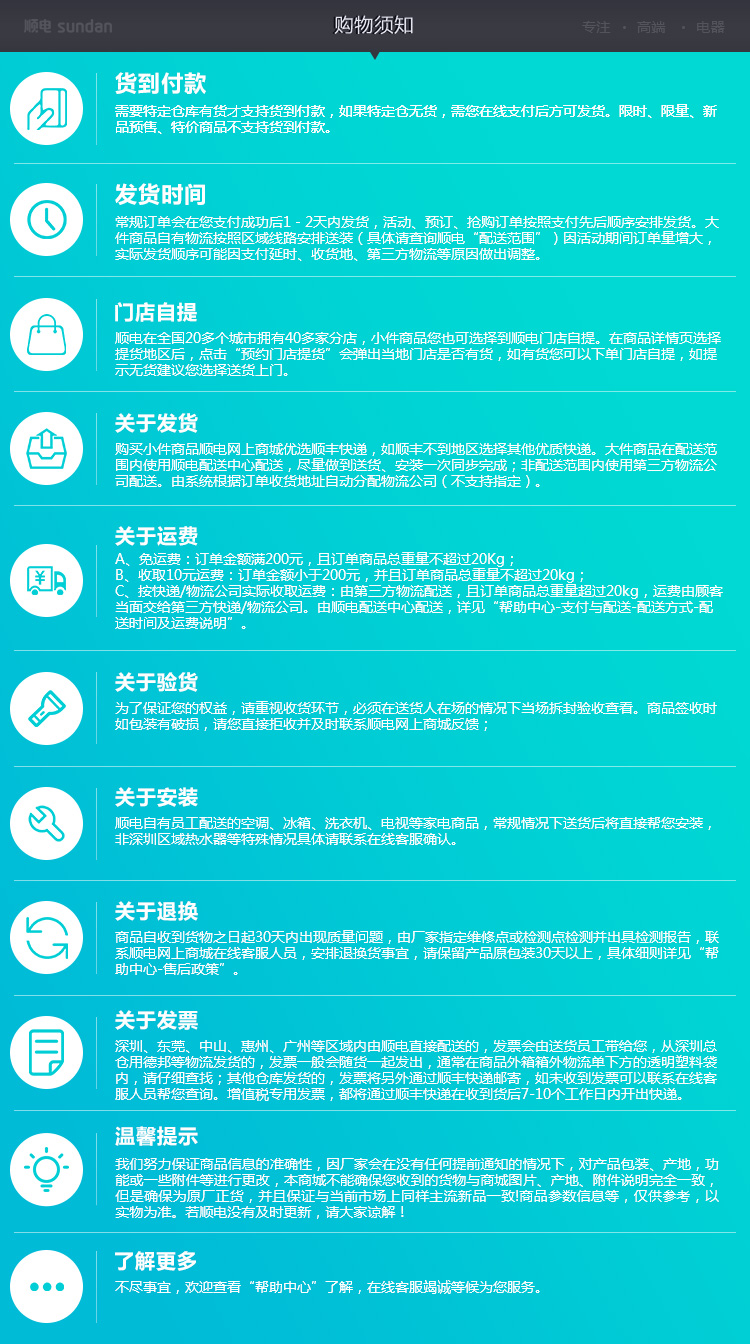 顺电 sundan
购物须知
专注 · 高端 · 电器
货到付款
需要特定仓库有货才支持货到付款，如果特定仓无货，需您在线支付后方可发货。限时、限量、新
品预售、特价商品不支持货到付款。
发货时间
常规订单会在您支付成功后1－2天内发货，活动、预订、抢购订单按照支付先后顺序安排发货。大
件商品自有物流按照区域线路安排送装（具体请查询顺电“配送范围”）因活动期间订单量增大，
实际发货顺序可能因支付延时、收货地、第三方物流等原因做出调整。
门店自提
顺电在全国20多个城市拥有40多家分店，小件商品您也可选择到顺电门店自提。在商品详情页选择
提货地区后，点击“预约门店提货”会弹出当地门店是否有货，如有货您可以下单门店自提，如提
示无货建议您选择送货上门。
关于发货
购买小件商品顺电网上商城优选顺丰快递，如顺丰不到地区选择其他优质快递。大件商品在配送范
围内使用顺电配送中心配送，尽量做到送货、安装一次同步完成；非配送范围内使用第三方物流公
司配送。由系统根据订单收货地址自动分配物流公司（不支持指定）。
关于运费
A、免运费：订单金额满200元，且订单商品总重量不超过20Kg；
B、收取10元运费：订单金额小于200元，并且订单商品总重量不超过20kg；
C、按快递/物流公司实际收取运费：由第三方物流配送，且订单商品总重量超过20kg，运费由顾客
当面交给第三方快递/物流公司。由顺电配送中心配送，详见“帮助中心-支付与配送-配送方式-配
送时间及运费说明”。
¥
关于验货
为了保证您的权益，请重视收货环节，必须在送货人在场的情况下当场拆封验收查看。商品签收时
如包装有破损，请您直接拒收并及时联系顺电网上商城反馈；
关于安装
顺电自有员工配送的空调、冰箱、洗衣机、电视等家电商品，常规情况下送货后将直接帮您安装，
非深圳区域热水器等特殊情况具体请联系在线客服确认。
关于退换
商品自收到货物之日起30天内出现质量问题，由厂家指定维修点或检测点检测并出具检测报告，联
系顺电网上商城在线客服人员，安排退换货事宜，请保留产品原包装30天以上，具体细则详见“帮
助中心-售后政策”。
关于发票
深圳、东莞、中山、惠州、广州等区域内由顺电直接配送的，发票会由送货员工带给您，从深圳总
仓用德邦等物流发货的，发票一般会随货一起发出，通常在商品外箱箱外物流单下方的透明塑料袋
内，请仔细查找；其他仓库发货的，发票将另外通过顺丰快递邮寄，如未收到发票可以联系在线客
服人员帮您查询。增值税专用发票，都将通过顺丰快递在收到货后7-10个工作日内开出快递。
温馨提示
我们努力保证商品信息的准确性，因厂家会在没有任何提前通知的情况下，对产品包装、产地，功
能或一些附件等进行更改，本商城不能确保您收到的货物与商城图片、产地、附件说明完全一致，
但是确保为原厂正货，并且保证与当前市场上同样主流新品一致!商品参数信息等，仅供参考，以
实物为准。若顺电没有及时更新，请大家谅解！
了解更多
不尽事宜，欢迎查看“帮助中心”了解，在线客服竭诚等候为您服务。